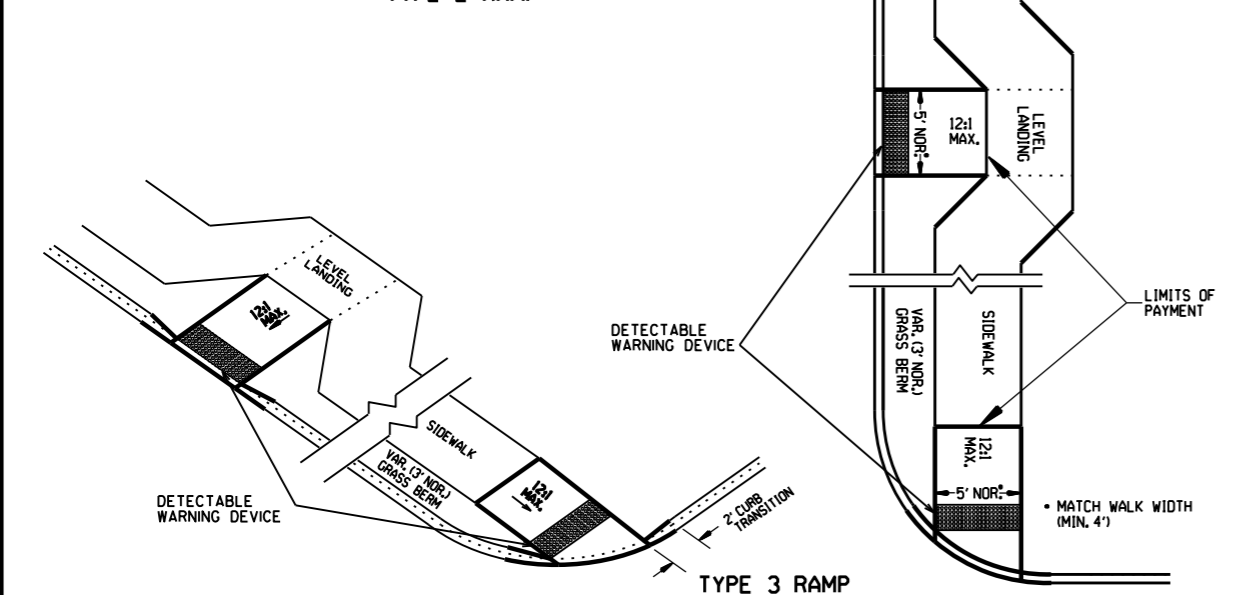 LEVEL
LANDING
12:1
MAX.
DETECTABLE
WARNING DEVICE
SIDEWALK
VAR. (3' NOR.)
GRASS BERM
12:1
MAX.
2' CURB
TRANSITION
TYPE 3 RAMP
5' NOR.•
12:1
MAX.
LEVEL
LANDING
DETECTABLE
WARNING DEVICE
VAR. (3' NOR.)
GRASS BERM
SIDEWALK
LIMITS OF
PAYMENT
12:1
MAX.
5' NOR.•
• MATCH WALK WIDTH
(MIN. 4')